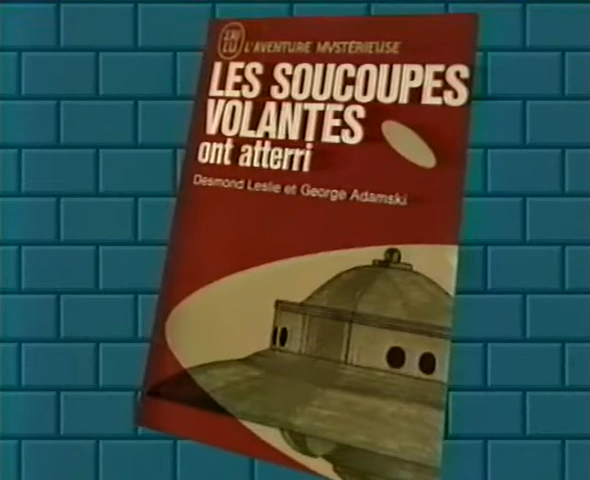 J'AI LU
L'AVENTURE MYSTÉRIEUSE
LES SOUCOUPES
VOLANTES
ont atterri
Desmond Leslie et George Adamski